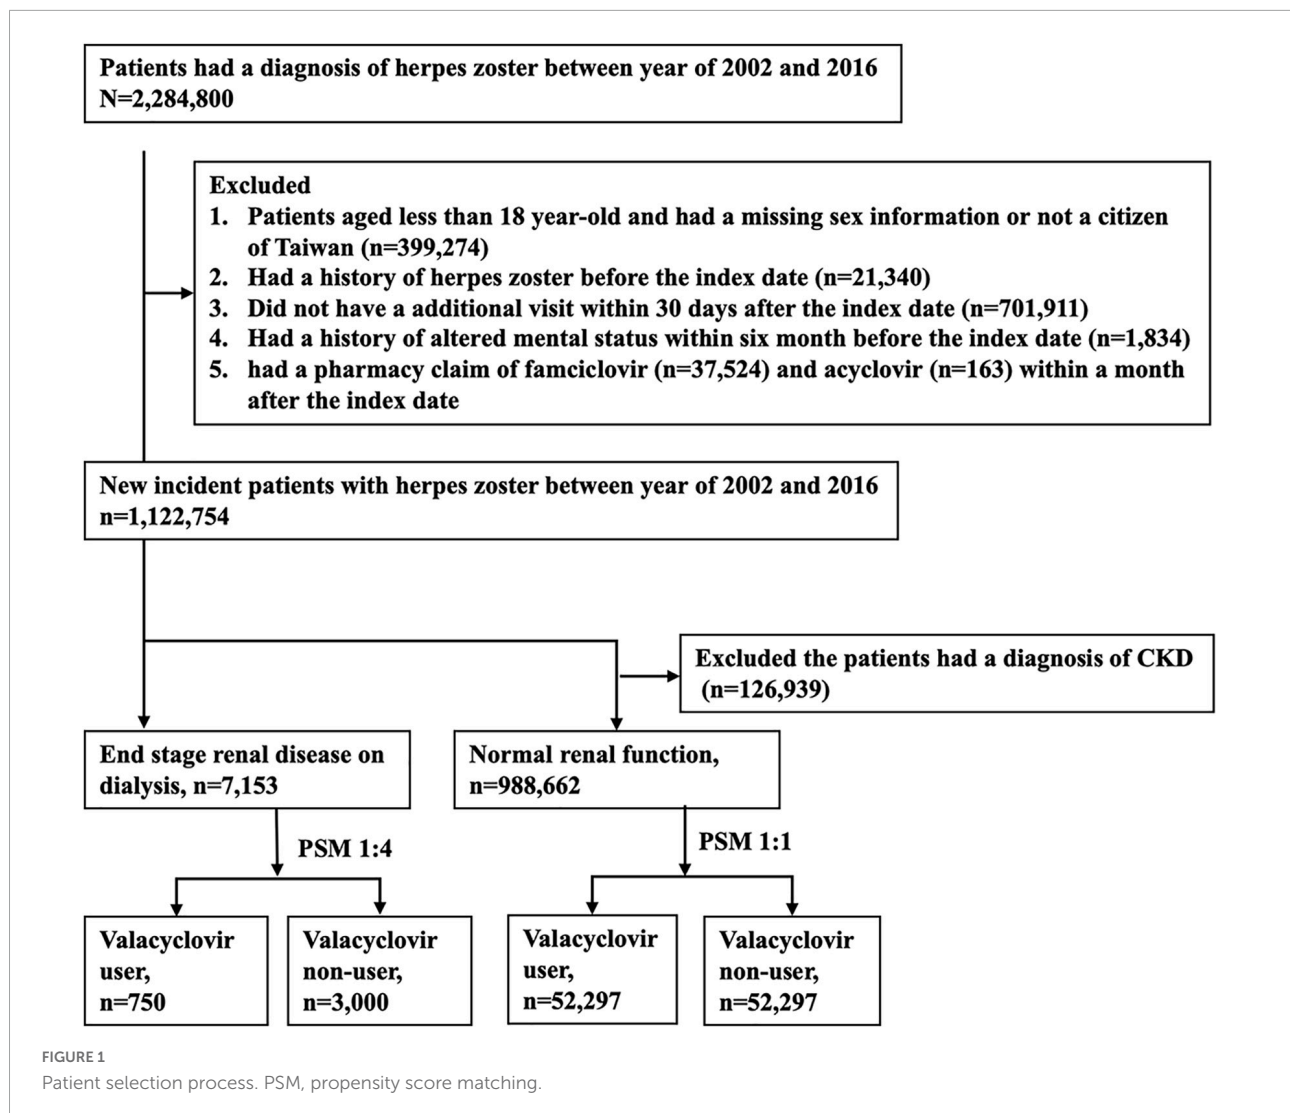 Patients had a diagnosis of herpes zoster between year of 2002 and 2016
N=2,284,800
Excluded
1. Patients aged less than 18 year-old and had a missing sex information or not a citizen
of Taiwan (n=399,274)
2. Had a history of herpes zoster before the index date (n=21,340)
3. Did not have a additional visit within 30 days after the index date (n=701,911)
4. Had a history of altered mental status within six month before the index date (n=1,834)
5. had a pharmacy claim of famciclovir (n=37,524) and acyclovir (n=163) within a month
after the index date
New incident patients with herpes zoster between year of 2002 and 2016
n=1,122,754
Excluded the patients had a diagnosis of CKD
(n=126,939)
End stage renal disease on
dialysis, n=7,153
Normal renal function,
n=988,662
PSM 1:4
PSM 1:1
Valacyclovir
user,
n=750
Valacyclovir
non-user,
n=3,000
Valacyclovir
user,
n=52,297
Valacyclovir
non-user,
n=52,297
FIGURE 1
Patient selection process. PSM, propensity score matching.